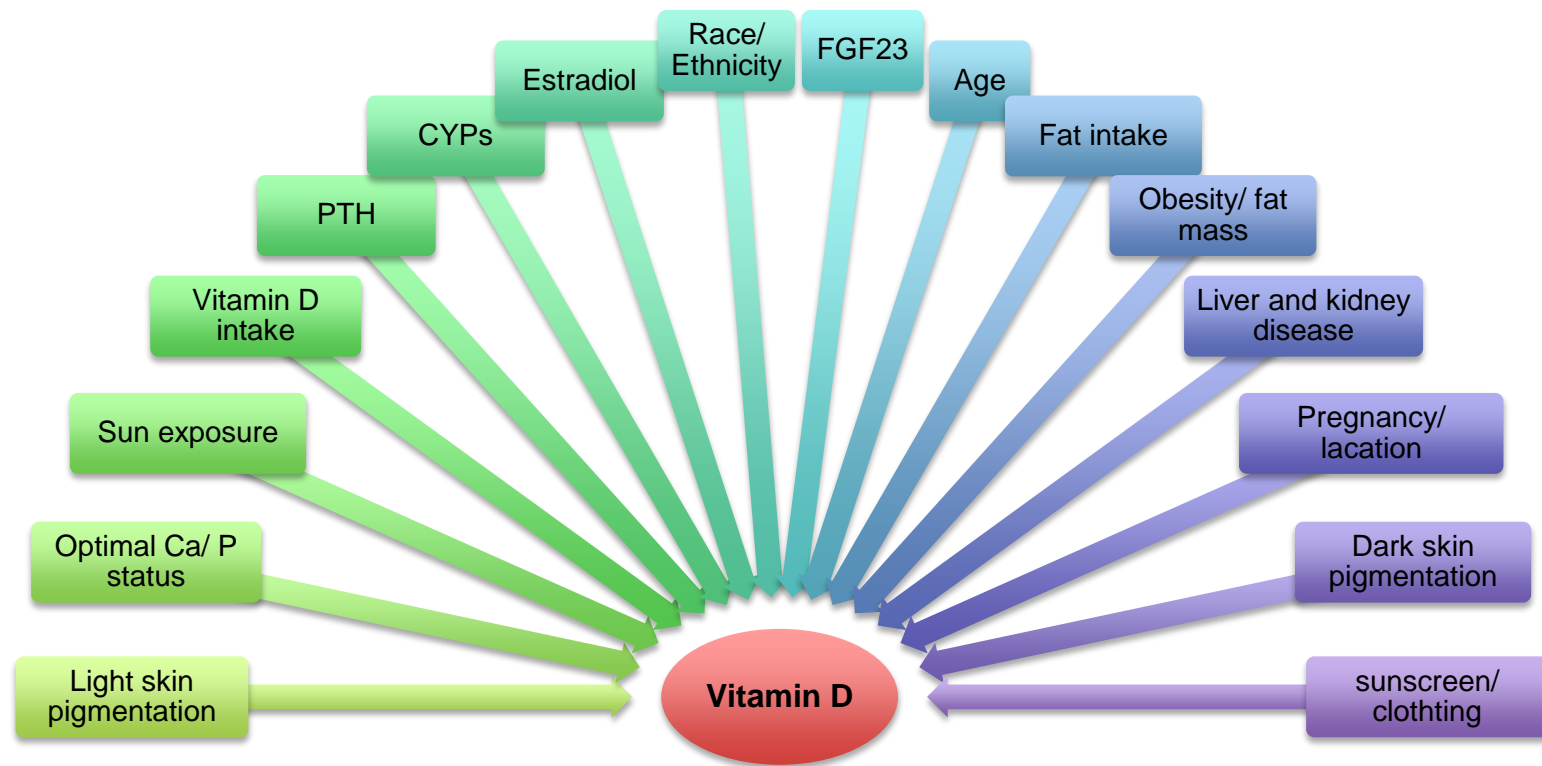 Race/
Ethnicity
FGF23
Estradiol
Age
CYPs
Fat intake
PTH
Obesity/ fat
mass
Vitamin D
intake
Liver and kidney
disease
Sun exposure
Pregnancy/
lacation
Optimal Ca/ P
status
Dark skin
pigmentation
Light skin
pigmentation
Vitamin D
sunscreen/
clothting